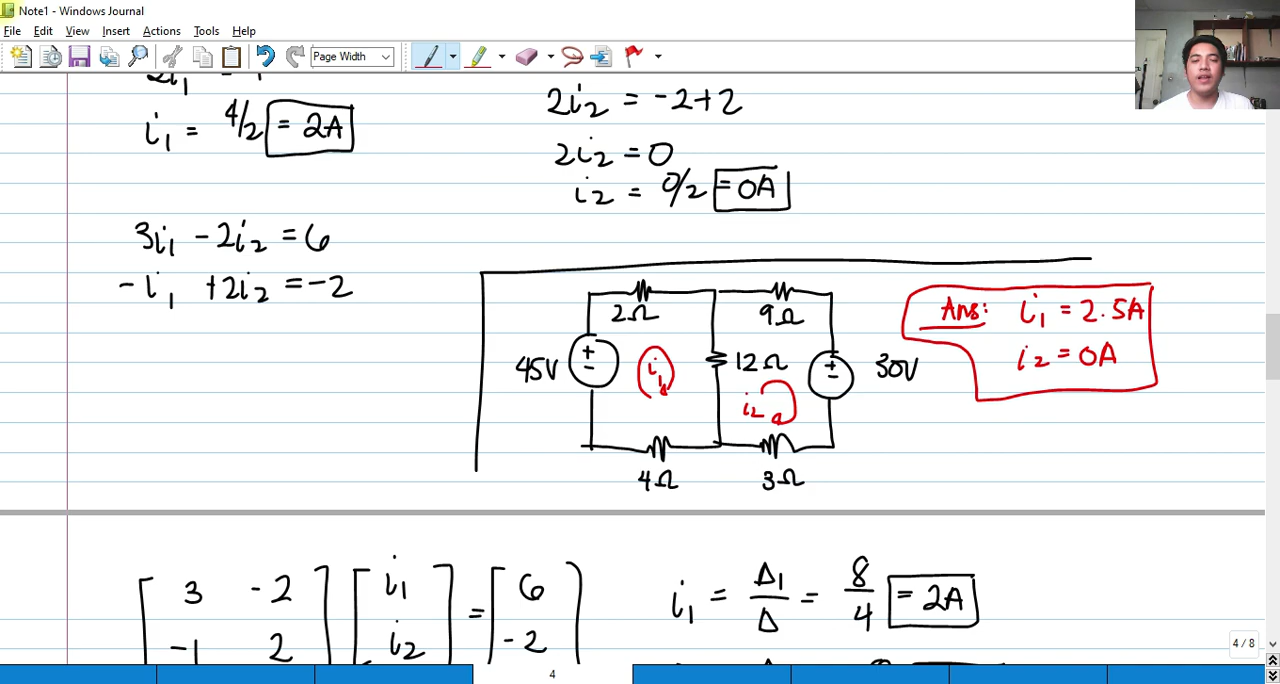 Note1 - Windows Journal
File Edit View Insert Actions Tools Help
Page Width
i₁ = 4/2 = 2A
2i₂ = -2+2
2i₂ = 0
i₂ = 0/2 = 0A
3i₁ - 2i₂ = 6
-i₁ + 2i₂ = -2
2Ω 9Ω
45V + - i₁ 12Ω + - 30V
i₂
4Ω 3Ω
Ans: i₁ = 2.5A
i₂ = 0A
3 -2 i₁ = 6
-1 2 i₂ -2
i₁ = Δ₁/Δ = 8/4 = 2A
4 / 8
4